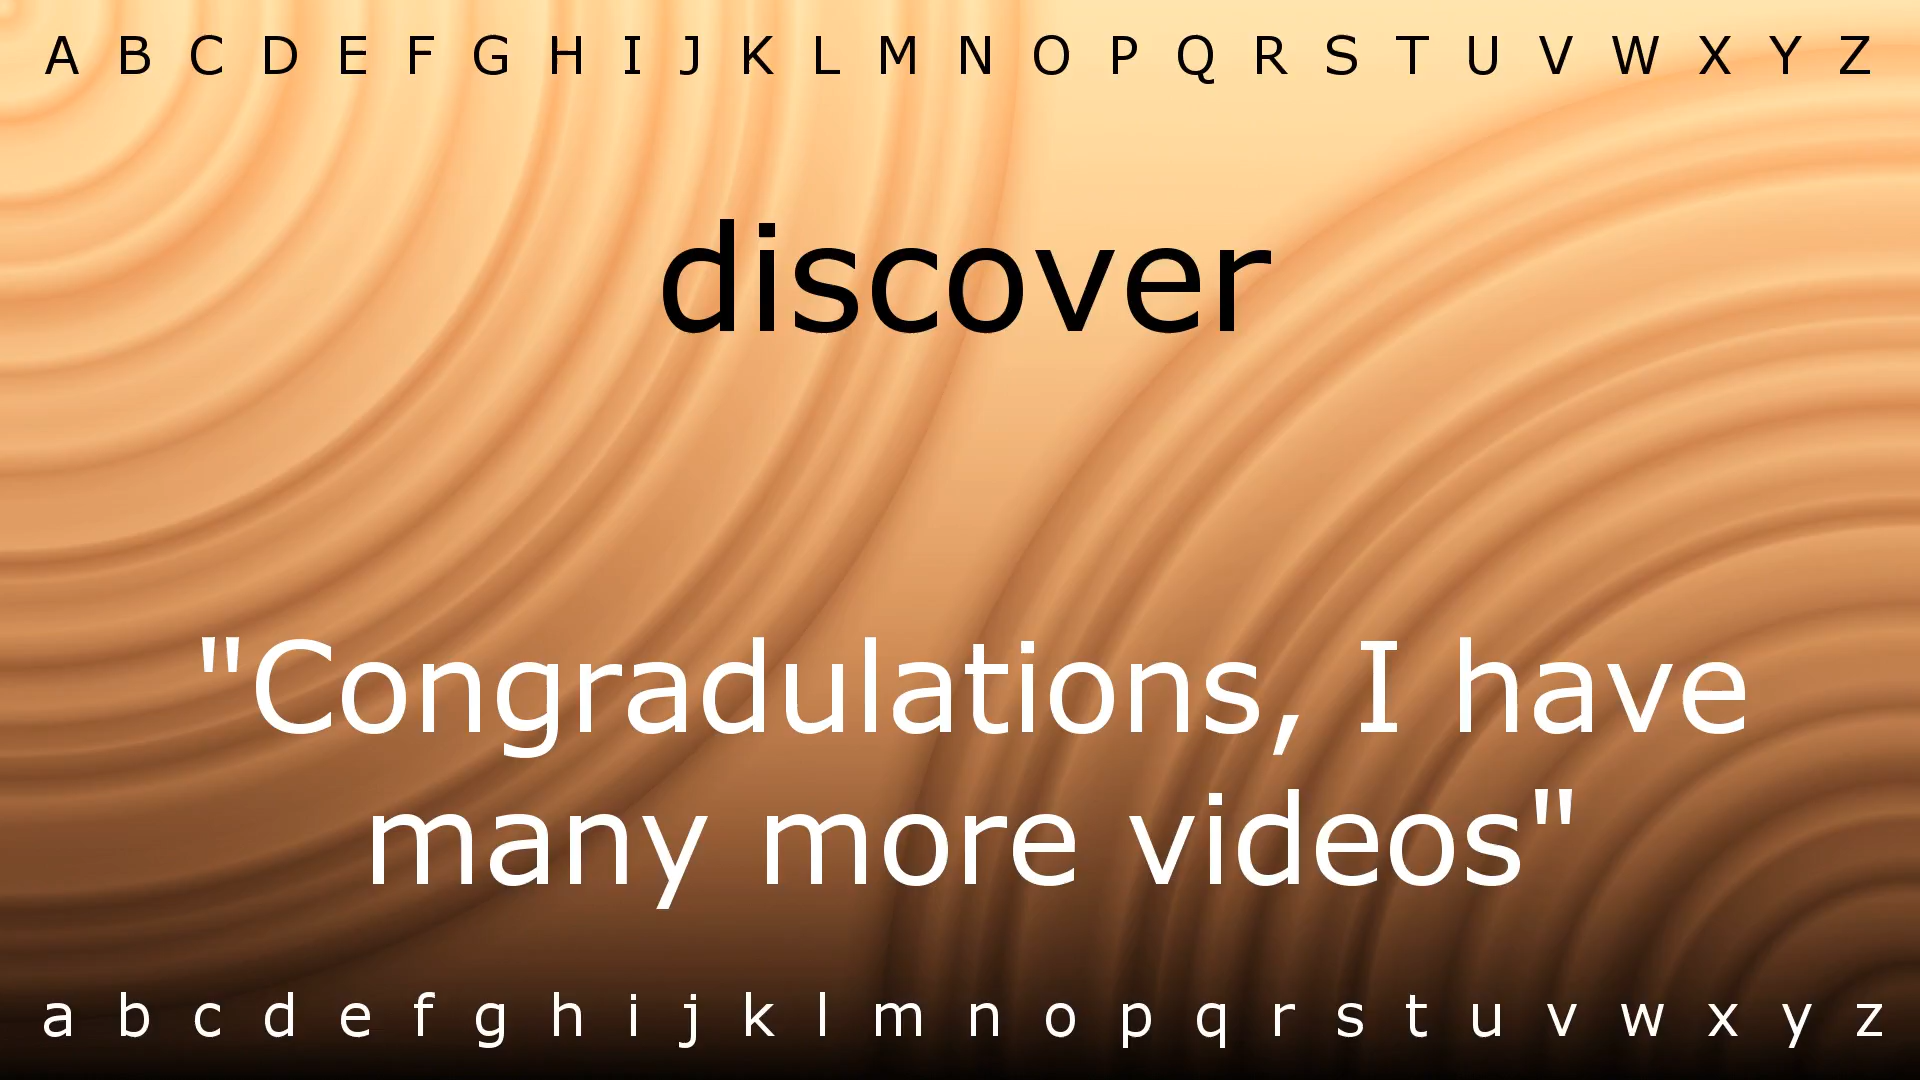 A B C D E F G H I J K L M N O P Q R S T U V W X Y Z
discover
"Congradulations, I have
many more videos"
a b c d e f g h i j k l m n o p q r s t u v w x y z